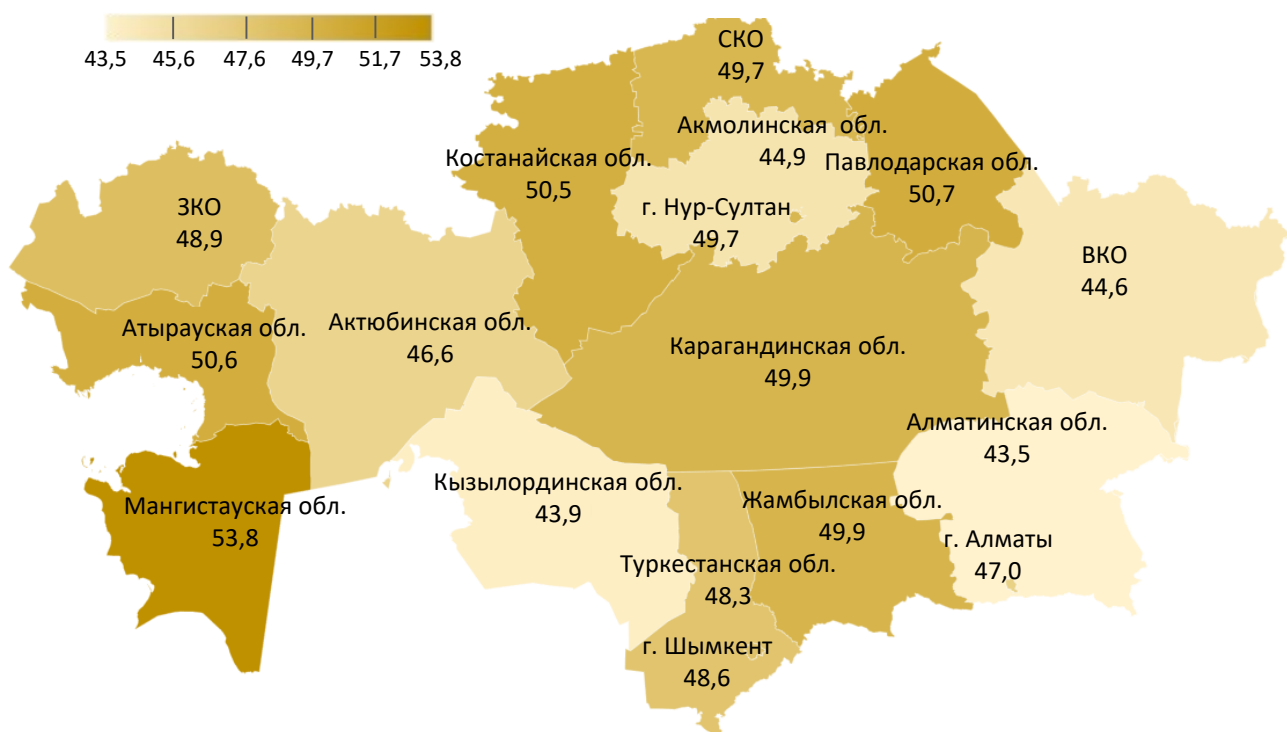 43,5 45,6 47,6 49,7 51,7 53,8
СКО
49,7
Акмолинская обл.
44,9
Костанайская обл.
50,5
Павлодарская обл.
50,7
г. Нур-Султан
49,7
ЗКО
48,9
ВКО
44,6
Атырауская обл.
50,6
Актюбинская обл.
46,6
Карагандинская обл.
49,9
Алматинская обл.
43,5
Мангистауская обл.
53,8
Кызылординская обл.
43,9
Жамбылская обл.
49,9
г. Алматы
47,0
Туркестанская обл.
48,3
г. Шымкент
48,6